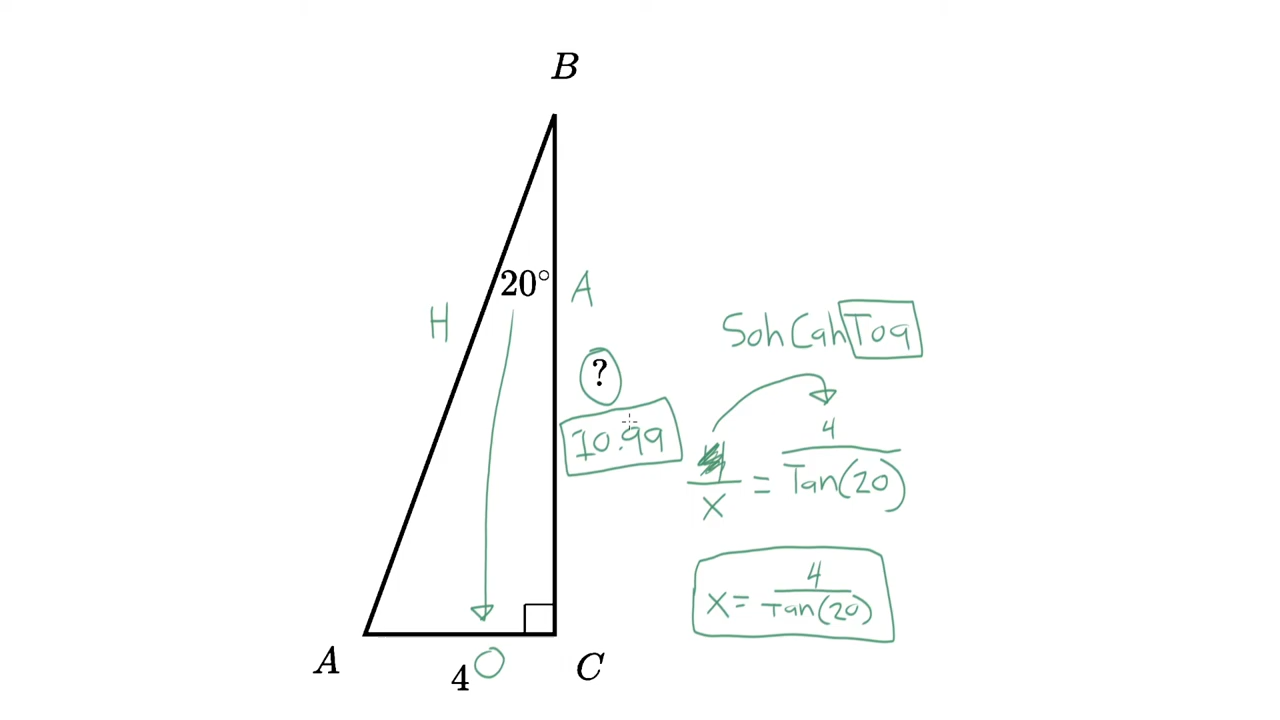 B
20°
A
H
SohCahToa
?
10.99
4
X = Tan(20)
4
X = Tan(20)
A
4 O
C